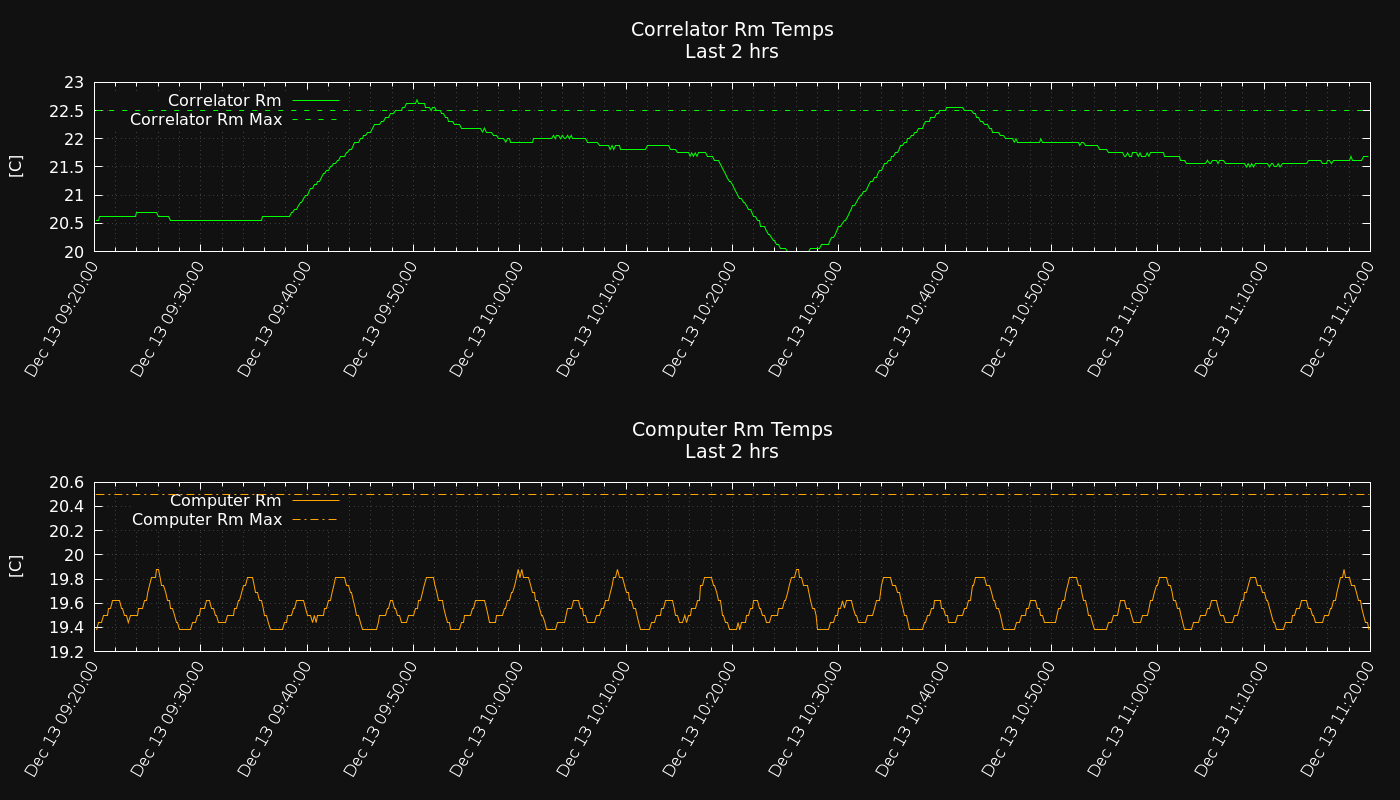 Correlator Rm Temps
Last 2 hrs
23
22.5
22
21.5
21
20.5
20
[C]
Correlator Rm
Correlator Rm Max
Dec 13 09:20:00
Dec 13 09:30:00
Dec 13 09:40:00
Dec 13 09:50:00
Dec 13 10:00:00
Dec 13 10:10:00
Dec 13 10:20:00
Dec 13 10:30:00
Dec 13 10:40:00
Dec 13 10:50:00
Dec 13 11:00:00
Dec 13 11:10:00
Dec 13 11:20:00
Computer Rm Temps
Last 2 hrs
20.6
20.4
20.2
20
19.8
19.6
19.4
19.2
[C]
Computer Rm
Computer Rm Max
Dec 13 09:20:00
Dec 13 09:30:00
Dec 13 09:40:00
Dec 13 09:50:00
Dec 13 10:00:00
Dec 13 10:10:00
Dec 13 10:20:00
Dec 13 10:30:00
Dec 13 10:40:00
Dec 13 10:50:00
Dec 13 11:00:00
Dec 13 11:10:00
Dec 13 11:20:00